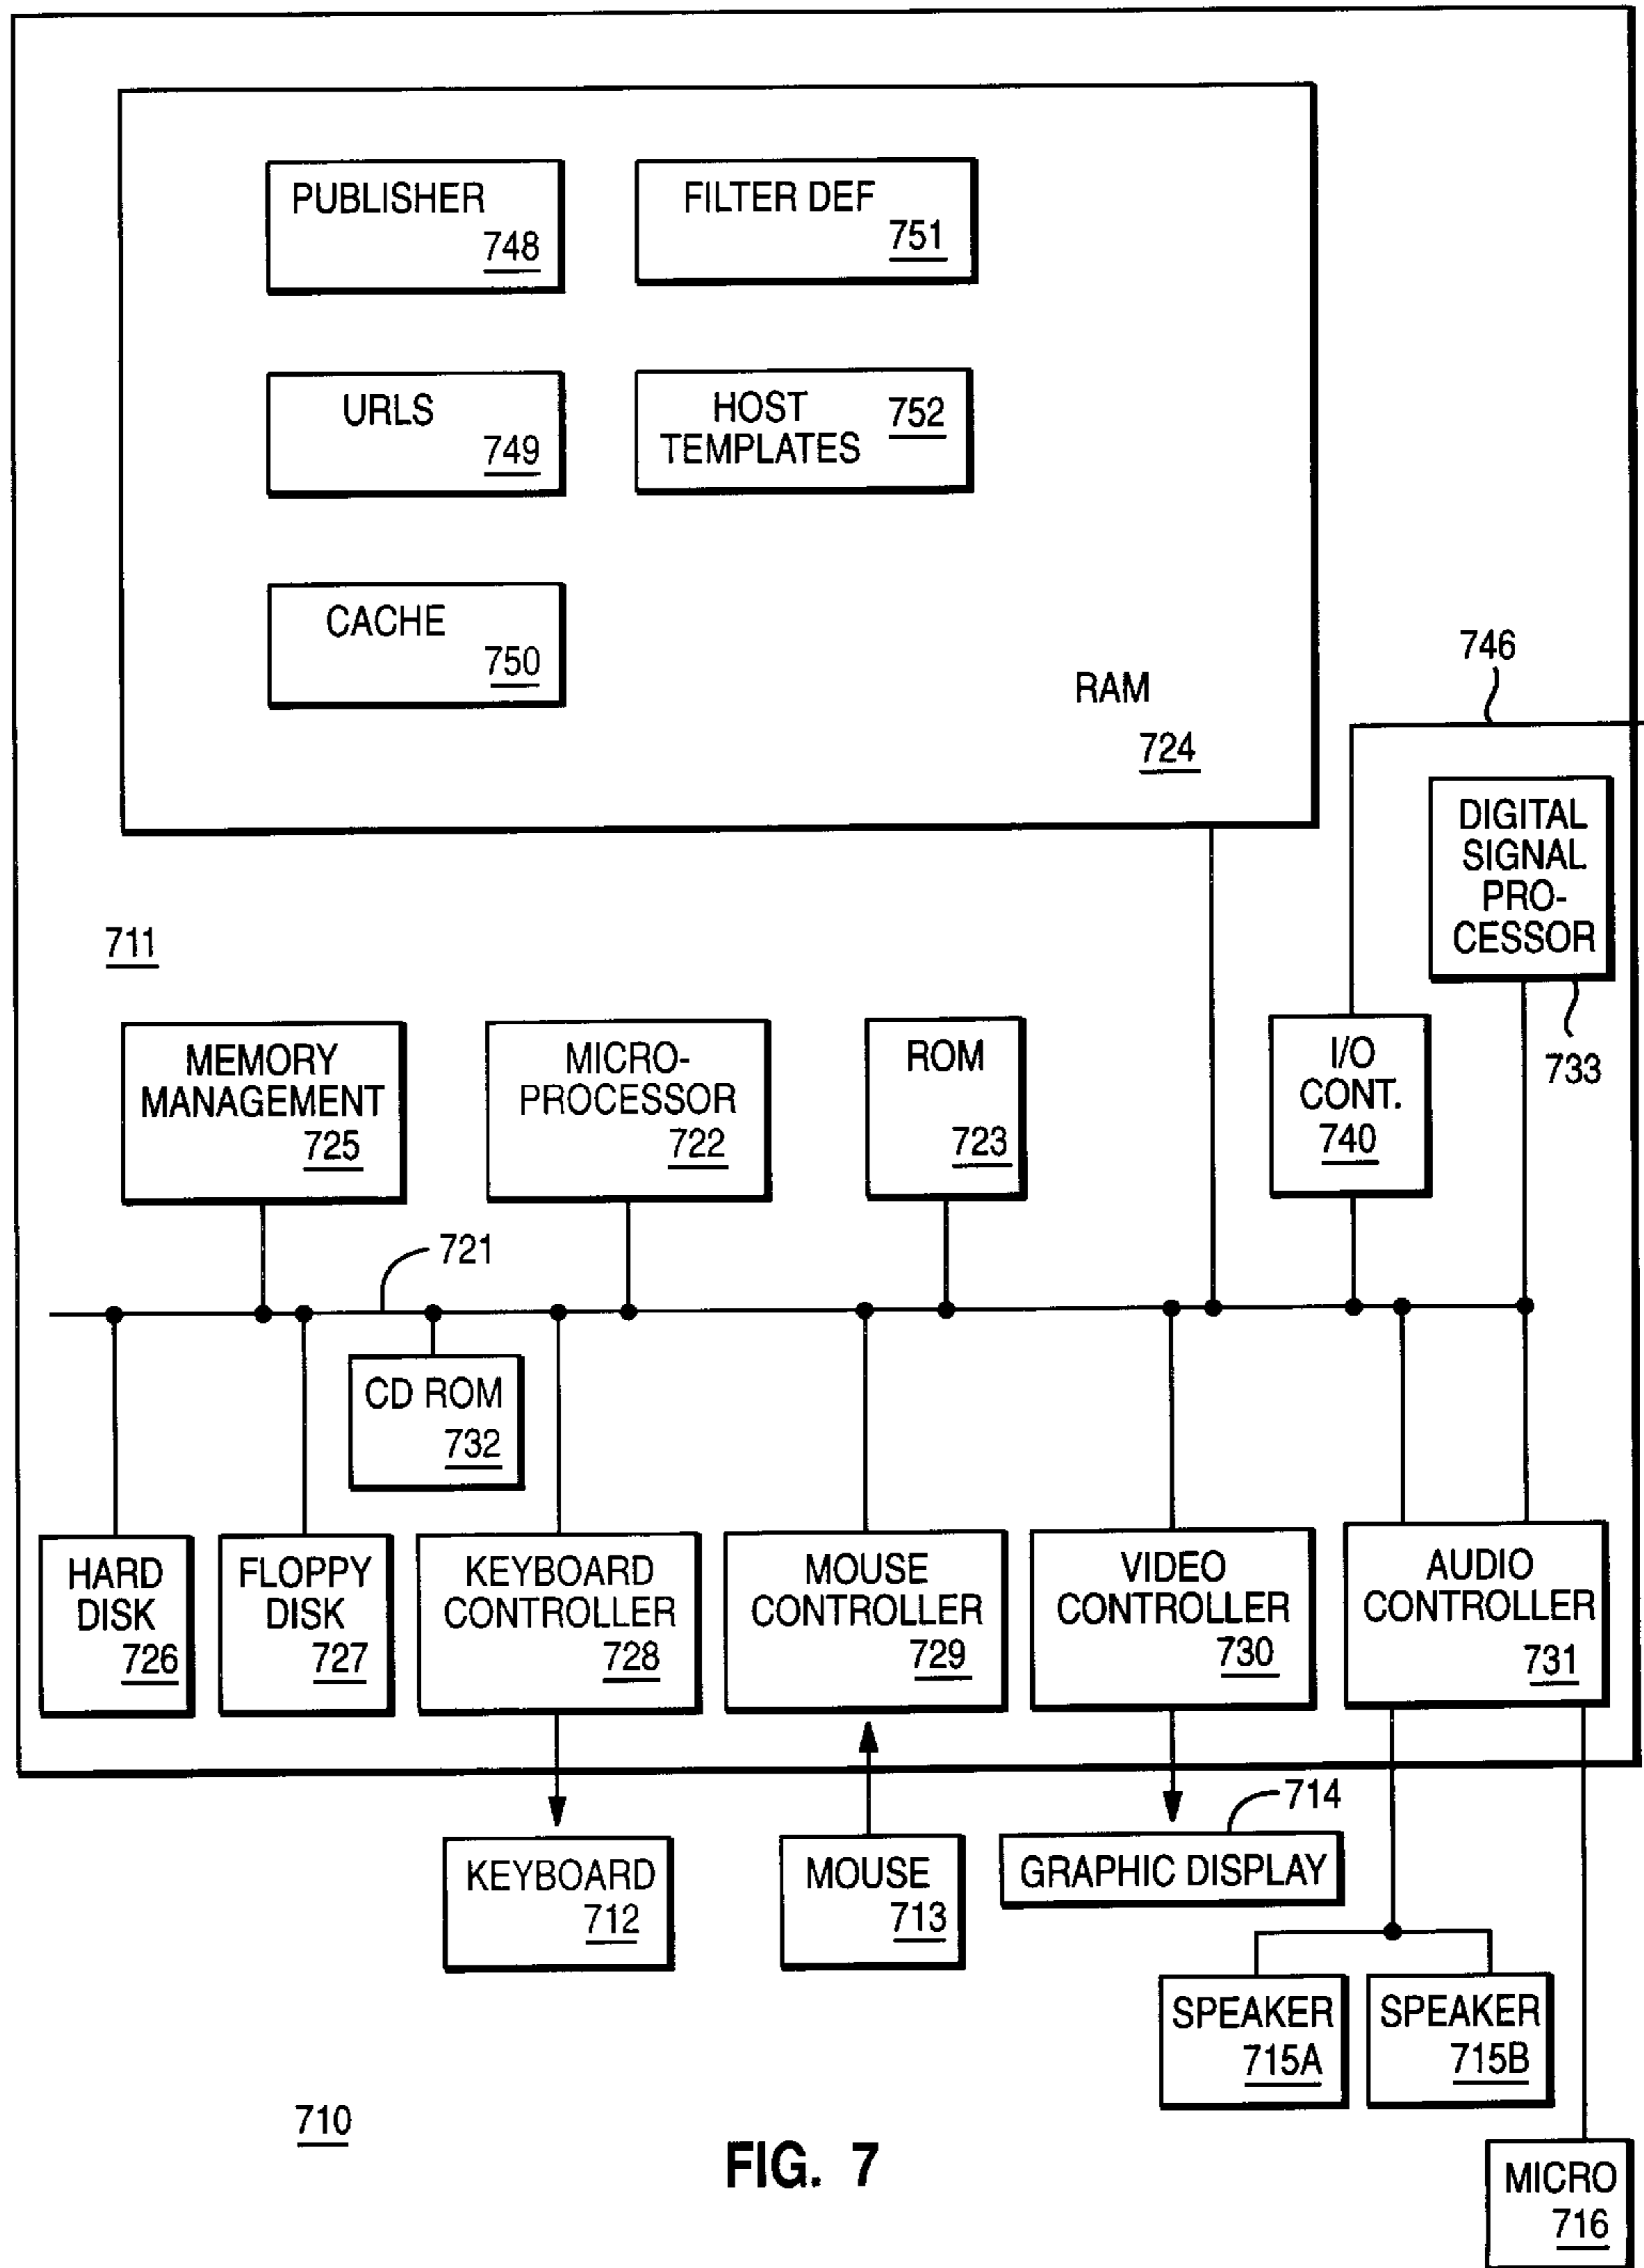 PUBLISHER
748
FILTER DEF
751
URLS
749
HOST
TEMPLATES
752
CACHE
750
RAM
724
746
DIGITAL
SIGNAL
PRO-
CESSOR
733
711
MEMORY
MANAGEMENT
725
MICRO-
PROCESSOR
722
ROM
723
I/O
CONT.
740
721
CD ROM
732
HARD
DISK
726
FLOPPY
DISK
727
KEYBOARD
CONTROLLER
728
MOUSE
CONTROLLER
729
VIDEO
CONTROLLER
730
AUDIO
CONTROLLER
731
KEYBOARD
712
MOUSE
713
714
GRAPHIC DISPLAY
SPEAKER
715A
SPEAKER
715B
710
FIG. 7
MICRO
716